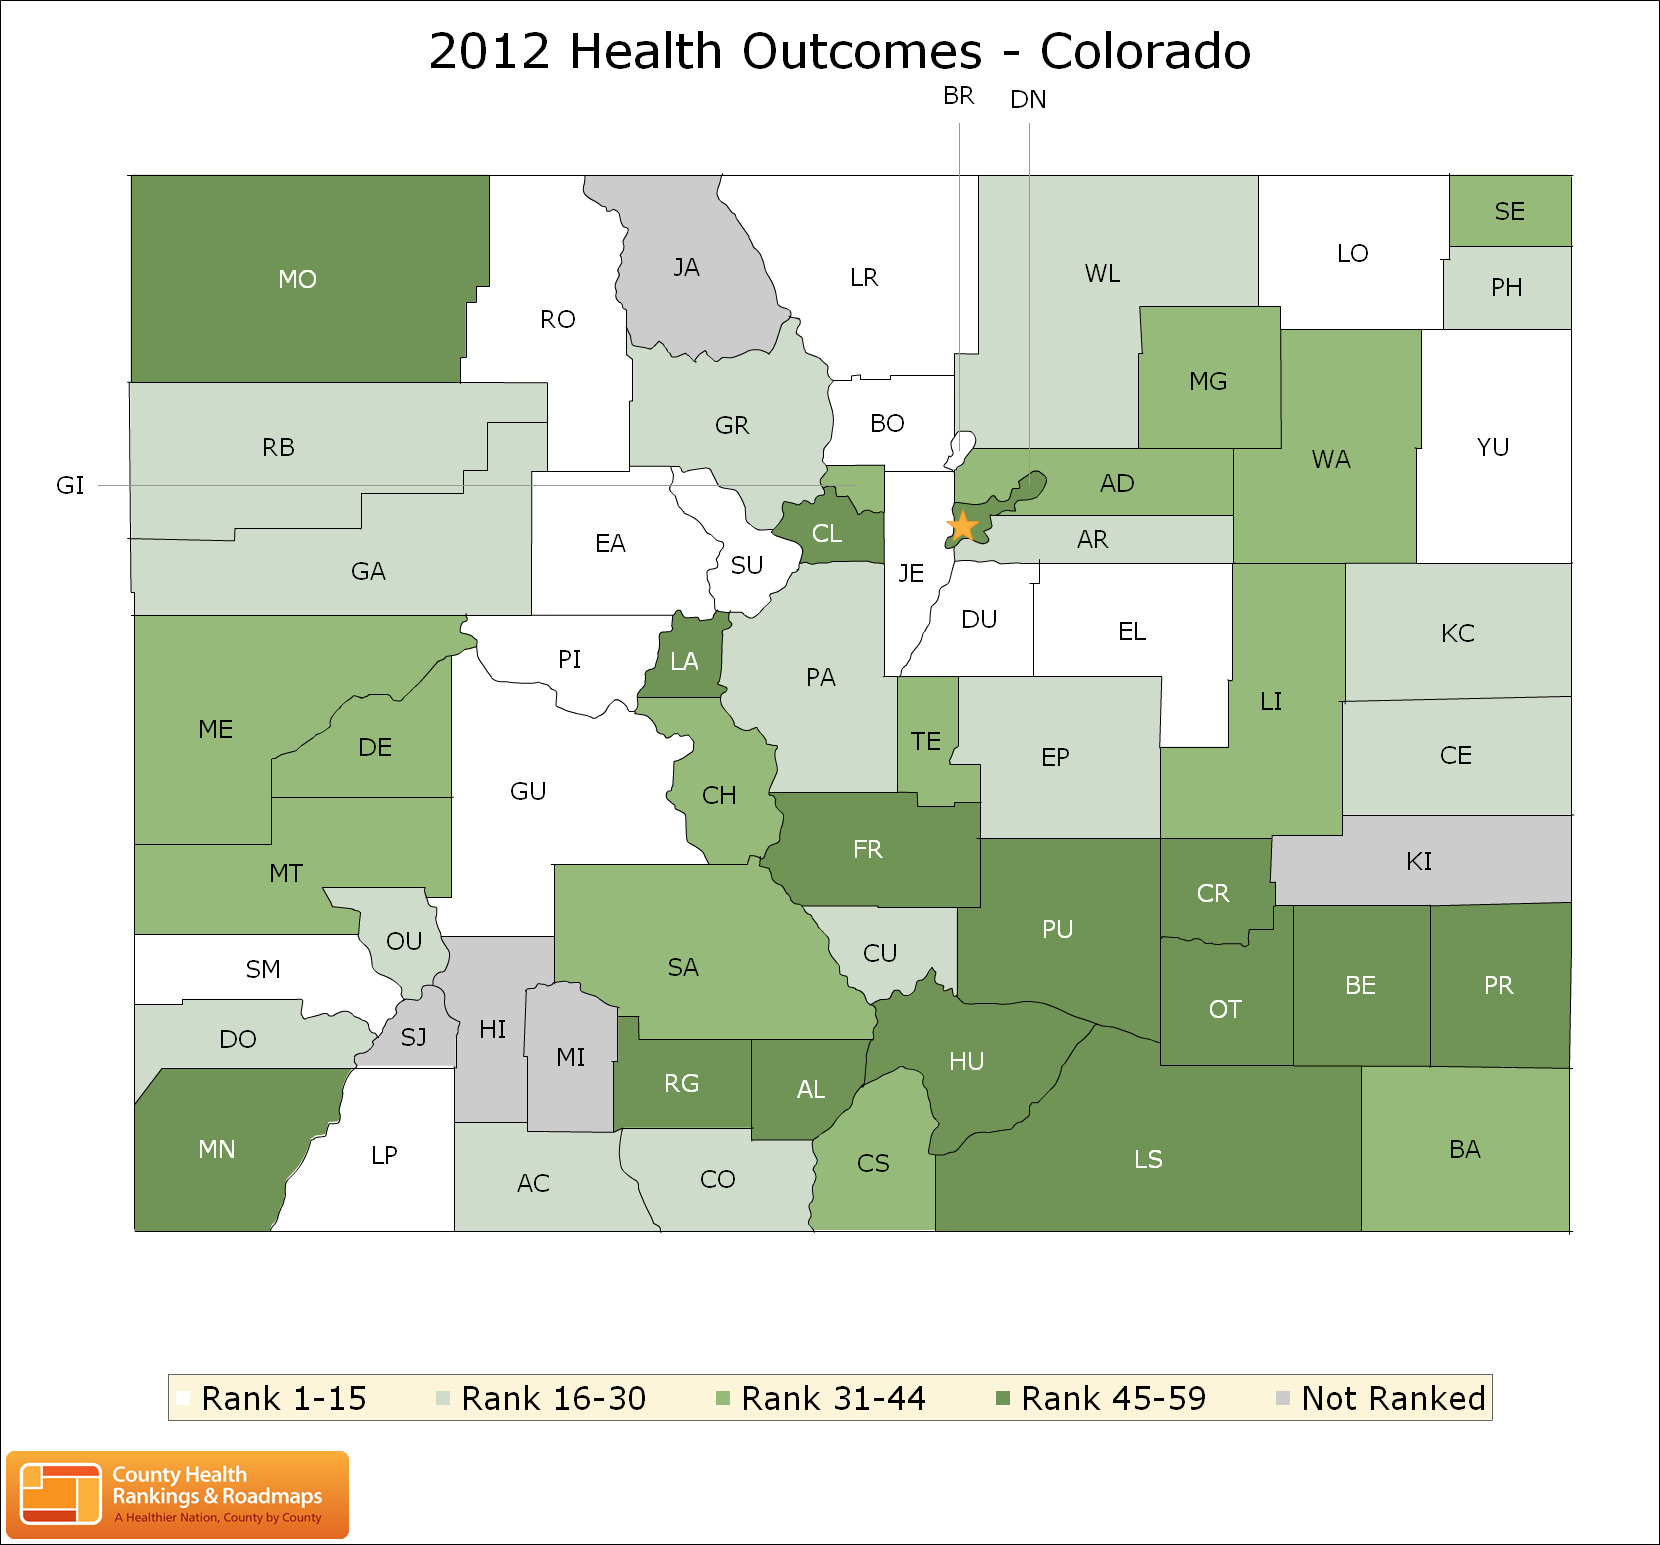 2012 Health Outcomes - Colorado
BR
DN
MO
RO
JA
LR
WL
LO
SE
PH
RB
GR
BO
MG
WA
YU
GI
GA
EA
SU
CL
JE
AD
AR
DU
EL
KC
ME
DE
PI
LA
PA
TE
EP
LI
CE
GU
CH
FR
MT
OU
SM
SA
CU
PU
CR
KI
DO
SJ
HI
MI
RG
AL
HU
OT
BE
PR
MN
LP
AC
CO
CS
LS
BA
Rank 1-15 Rank 16-30 Rank 31-44 Rank 45-59 Not Ranked
County Health
Rankings & Roadmaps
A Healthier Nation, County by County